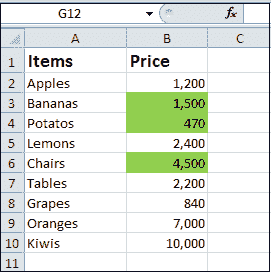 G12 fx
A B C
1 Items Price
2 Apples 1,200
3 Bananas 1,500
4 Potatos 470
5 Lemons 2,400
6 Chairs 4,500
7 Tables 2,200
8 Grapes 840
9 Oranges 7,000
10 Kiwis 10,000
11